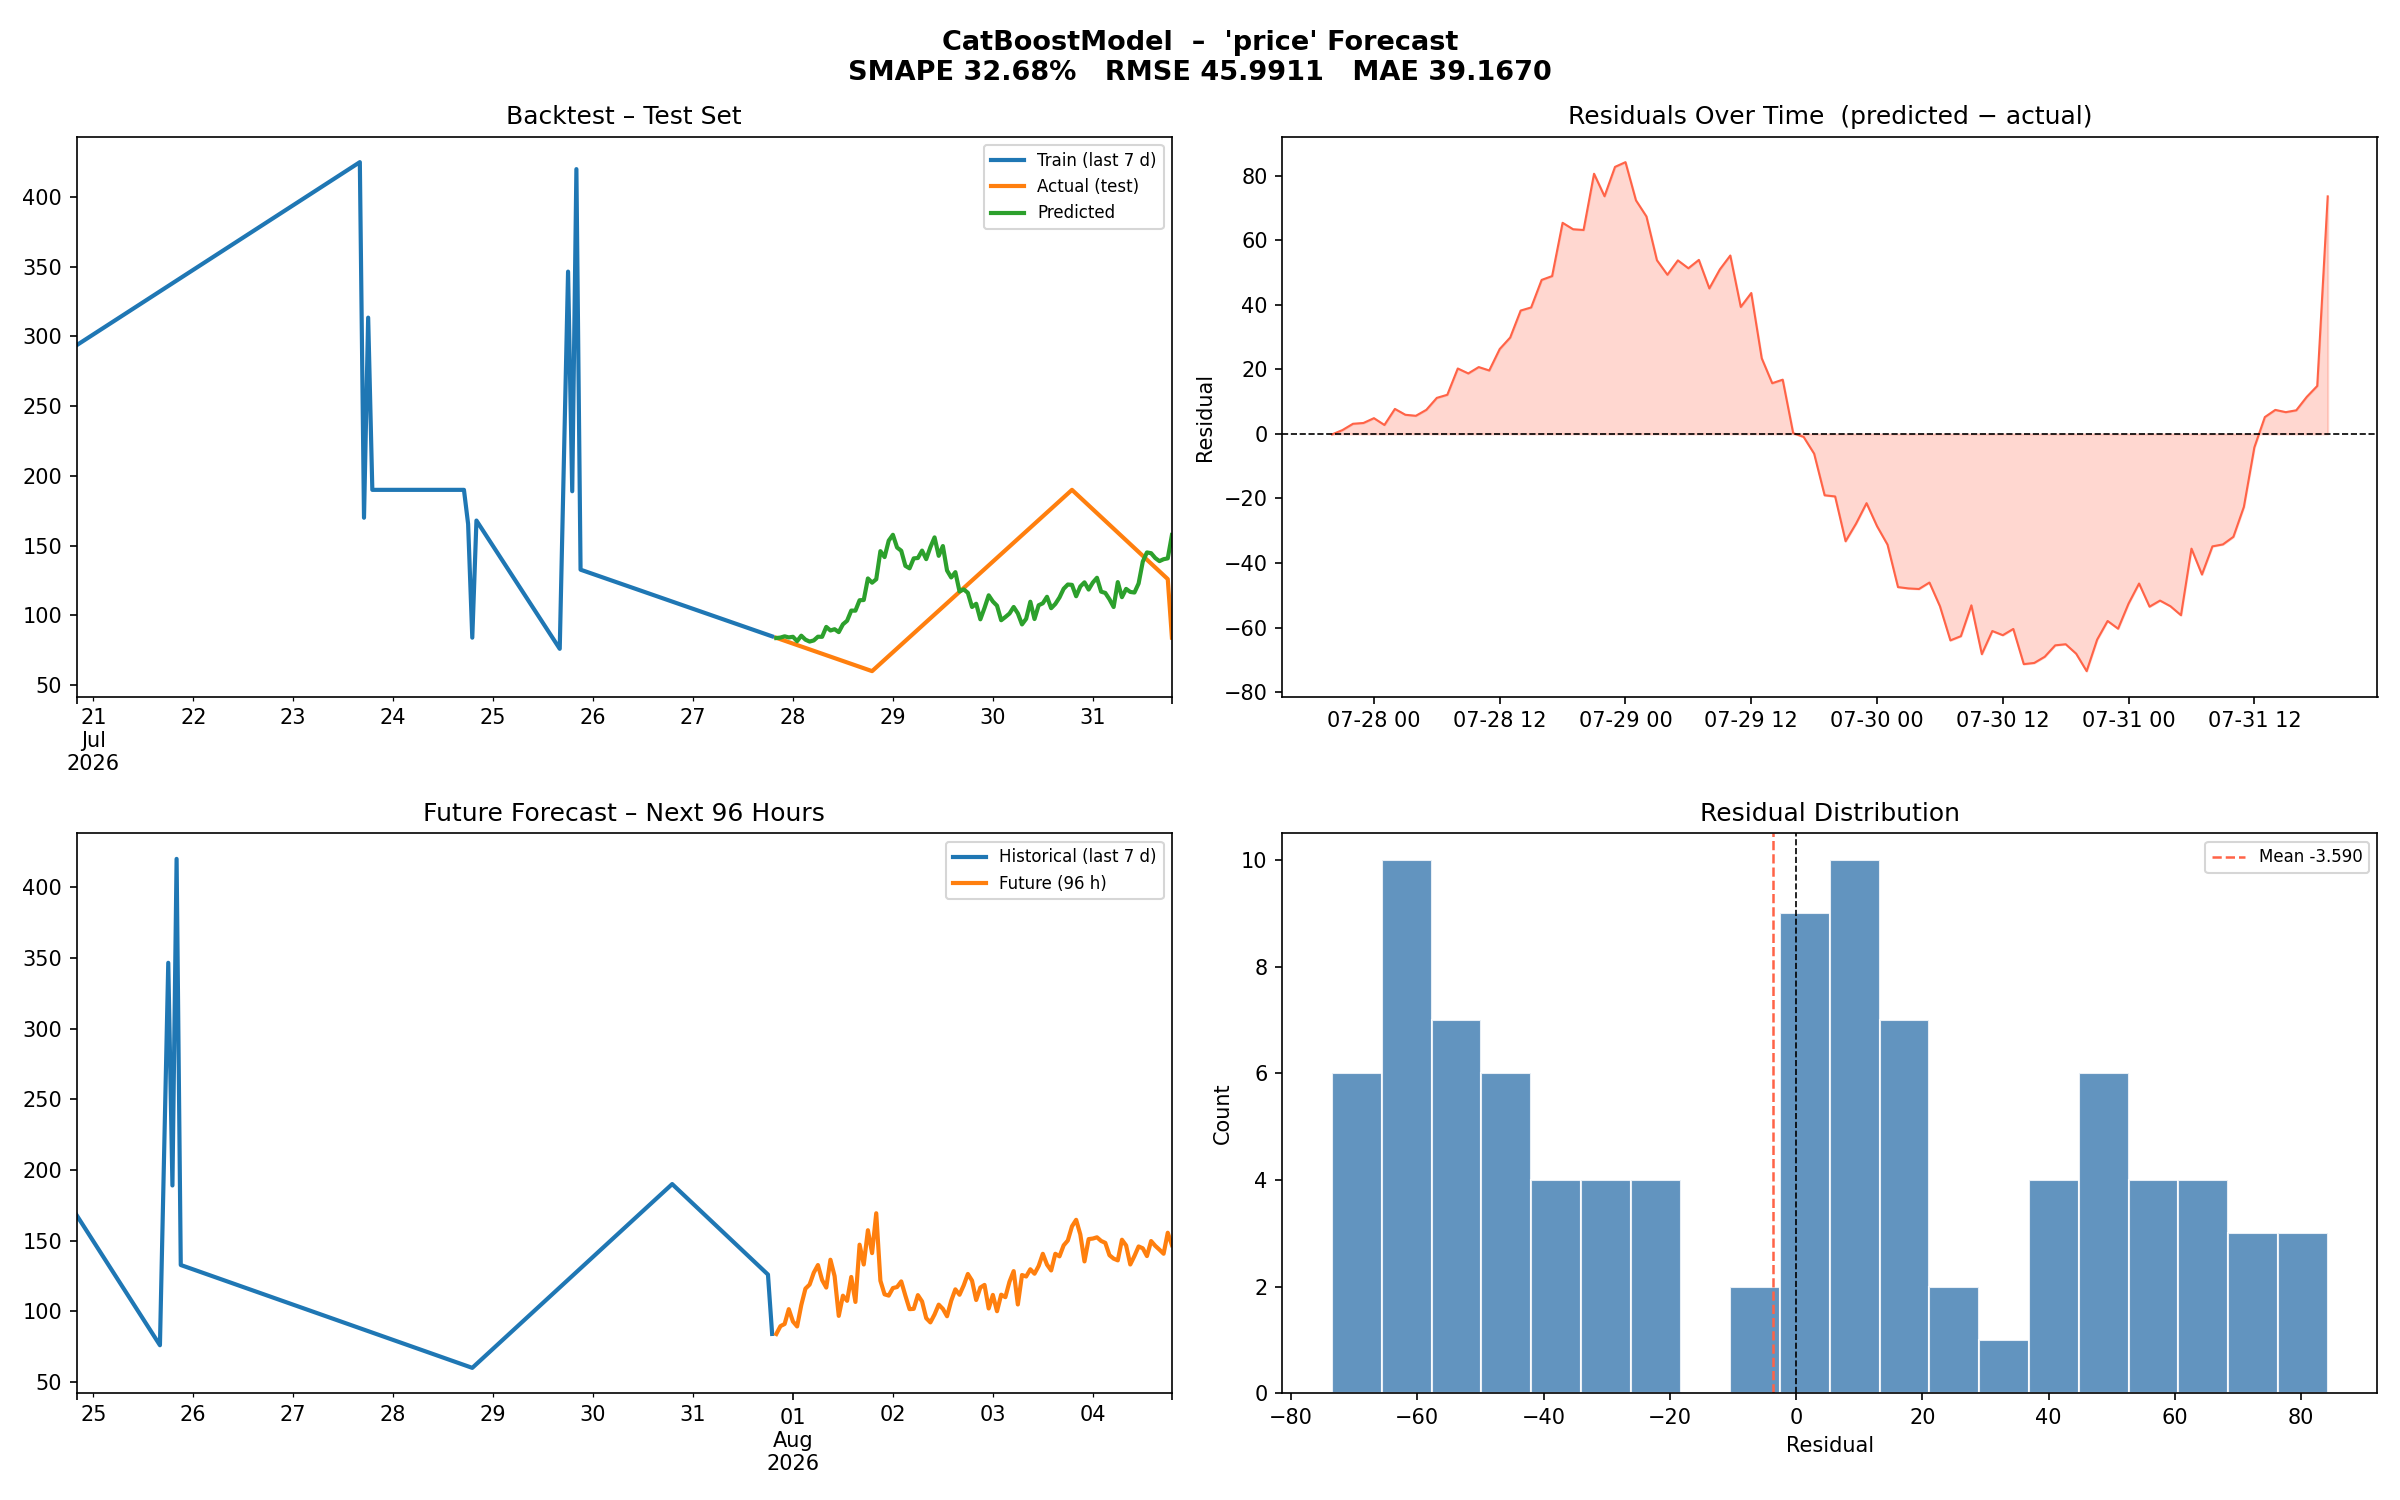 CatBoostModel – 'price' Forecast
SMAPE 32.68% RMSE 45.9911 MAE 39.1670
Backtest – Test Set
400
350
300
250
200
150
100
50
Train (last 7 d)
Actual (test)
Predicted
21 22 23 24 25 26 27 28 29 30 31
Jul
2026
Residuals Over Time (predicted − actual)
Residual
80
60
40
20
0
−20
−40
−60
−80
07-28 00 07-28 12 07-29 00 07-29 12 07-30 00 07-30 12 07-31 00 07-31 12
Future Forecast – Next 96 Hours
400
350
300
250
200
150
100
50
Historical (last 7 d)
Future (96 h)
25 26 27 28 29 30 31 01 02 03 04
Aug
2026
Residual Distribution
Count
10
8
6
4
2
0
Mean -3.590
−80 −60 −40 −20 0 20 40 60 80
Residual